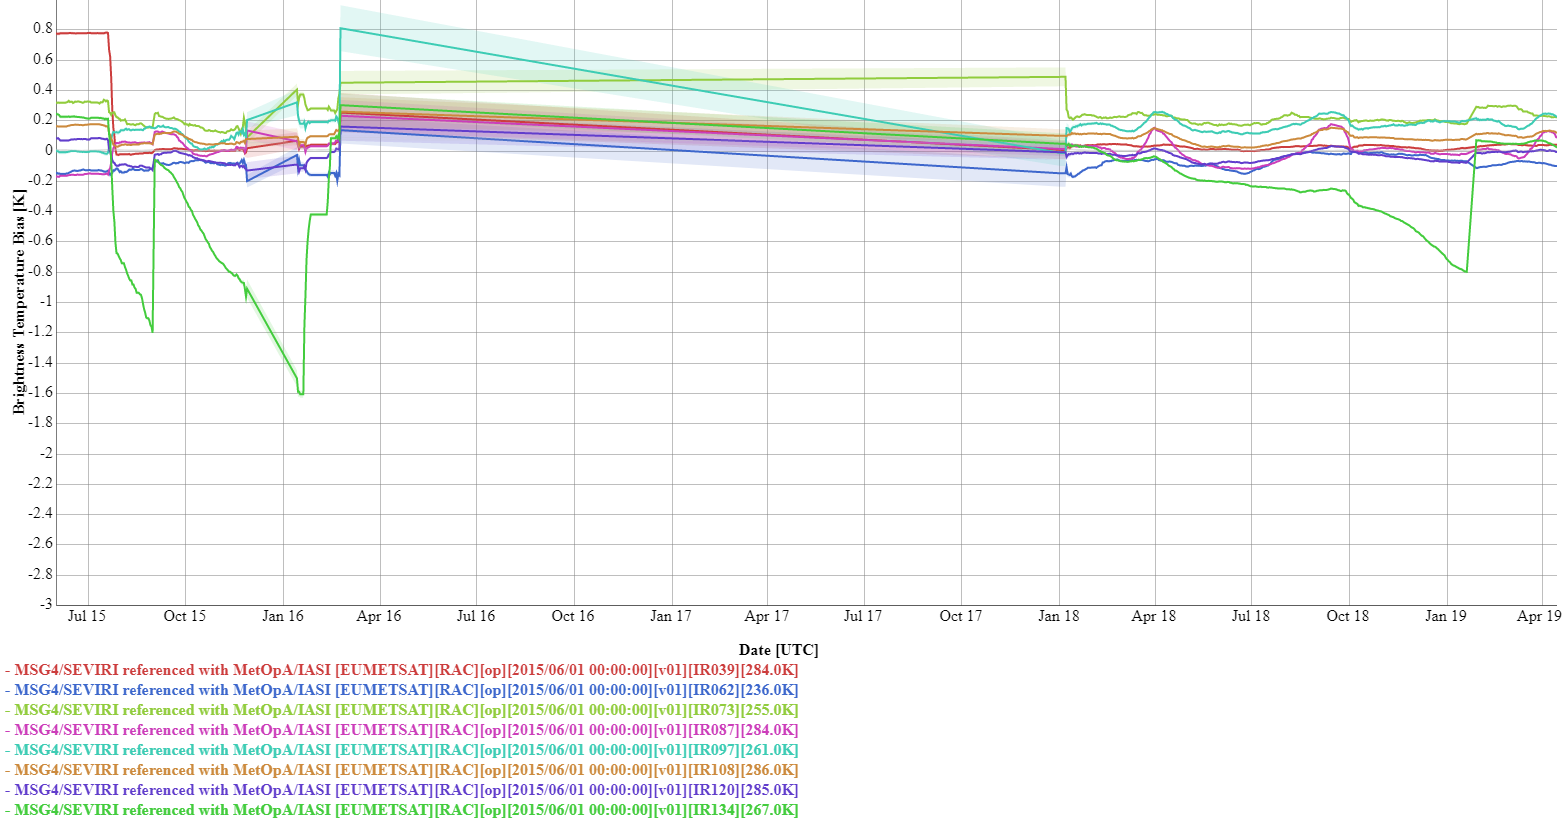 0.8
0.6
0.4
0.2
0
-0.2
-0.4
-0.6
-0.8
-1
-1.2
-1.4
-1.6
-1.8
-2
-2.2
-2.4
-2.6
-2.8
-3
Brightness Temperature Bias [K]
Jul 15 Oct 15 Jan 16 Apr 16 Jul 16 Oct 16 Jan 17 Apr 17 Jul 17 Oct 17 Jan 18 Apr 18 Jul 18 Oct 18 Jan 19 Apr 19
Date [UTC]
- MSG4/SEVIRI referenced with MetOpA/IASI [EUMETSAT][RAC][op][2015/06/01 00:00:00][v01][IR039][284.0K]
- MSG4/SEVIRI referenced with MetOpA/IASI [EUMETSAT][RAC][op][2015/06/01 00:00:00][v01][IR062][236.0K]
- MSG4/SEVIRI referenced with MetOpA/IASI [EUMETSAT][RAC][op][2015/06/01 00:00:00][v01][IR073][255.0K]
- MSG4/SEVIRI referenced with MetOpA/IASI [EUMETSAT][RAC][op][2015/06/01 00:00:00][v01][IR087][284.0K]
- MSG4/SEVIRI referenced with MetOpA/IASI [EUMETSAT][RAC][op][2015/06/01 00:00:00][v01][IR097][261.0K]
- MSG4/SEVIRI referenced with MetOpA/IASI [EUMETSAT][RAC][op][2015/06/01 00:00:00][v01][IR108][286.0K]
- MSG4/SEVIRI referenced with MetOpA/IASI [EUMETSAT][RAC][op][2015/06/01 00:00:00][v01][IR120][285.0K]
- MSG4/SEVIRI referenced with MetOpA/IASI [EUMETSAT][RAC][op][2015/06/01 00:00:00][v01][IR134][267.0K]